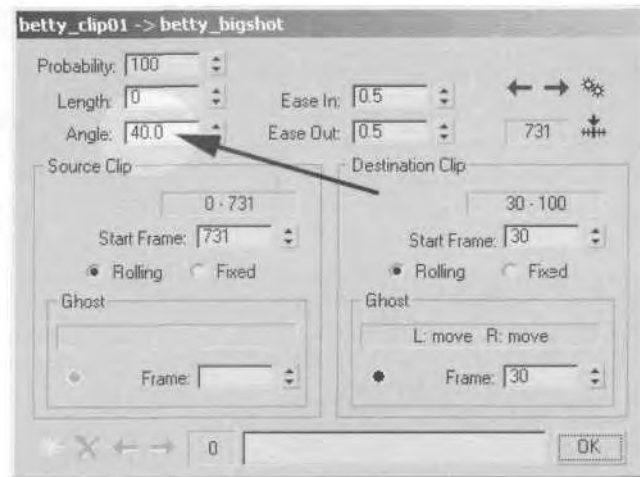 betty_clip01 -> betty_bigshot
Probability: 100
Length: 0 Ease In: 0.5
Angle: 40.0 Ease Out: 0.5 731
Source Clip Destination Clip
0 - 731 30 - 100
Start Frame: 731 Start Frame: 30
Rolling Fixed Rolling Fixed
Ghost Ghost
L: move R: move
Frame: Frame: 30
0 OK